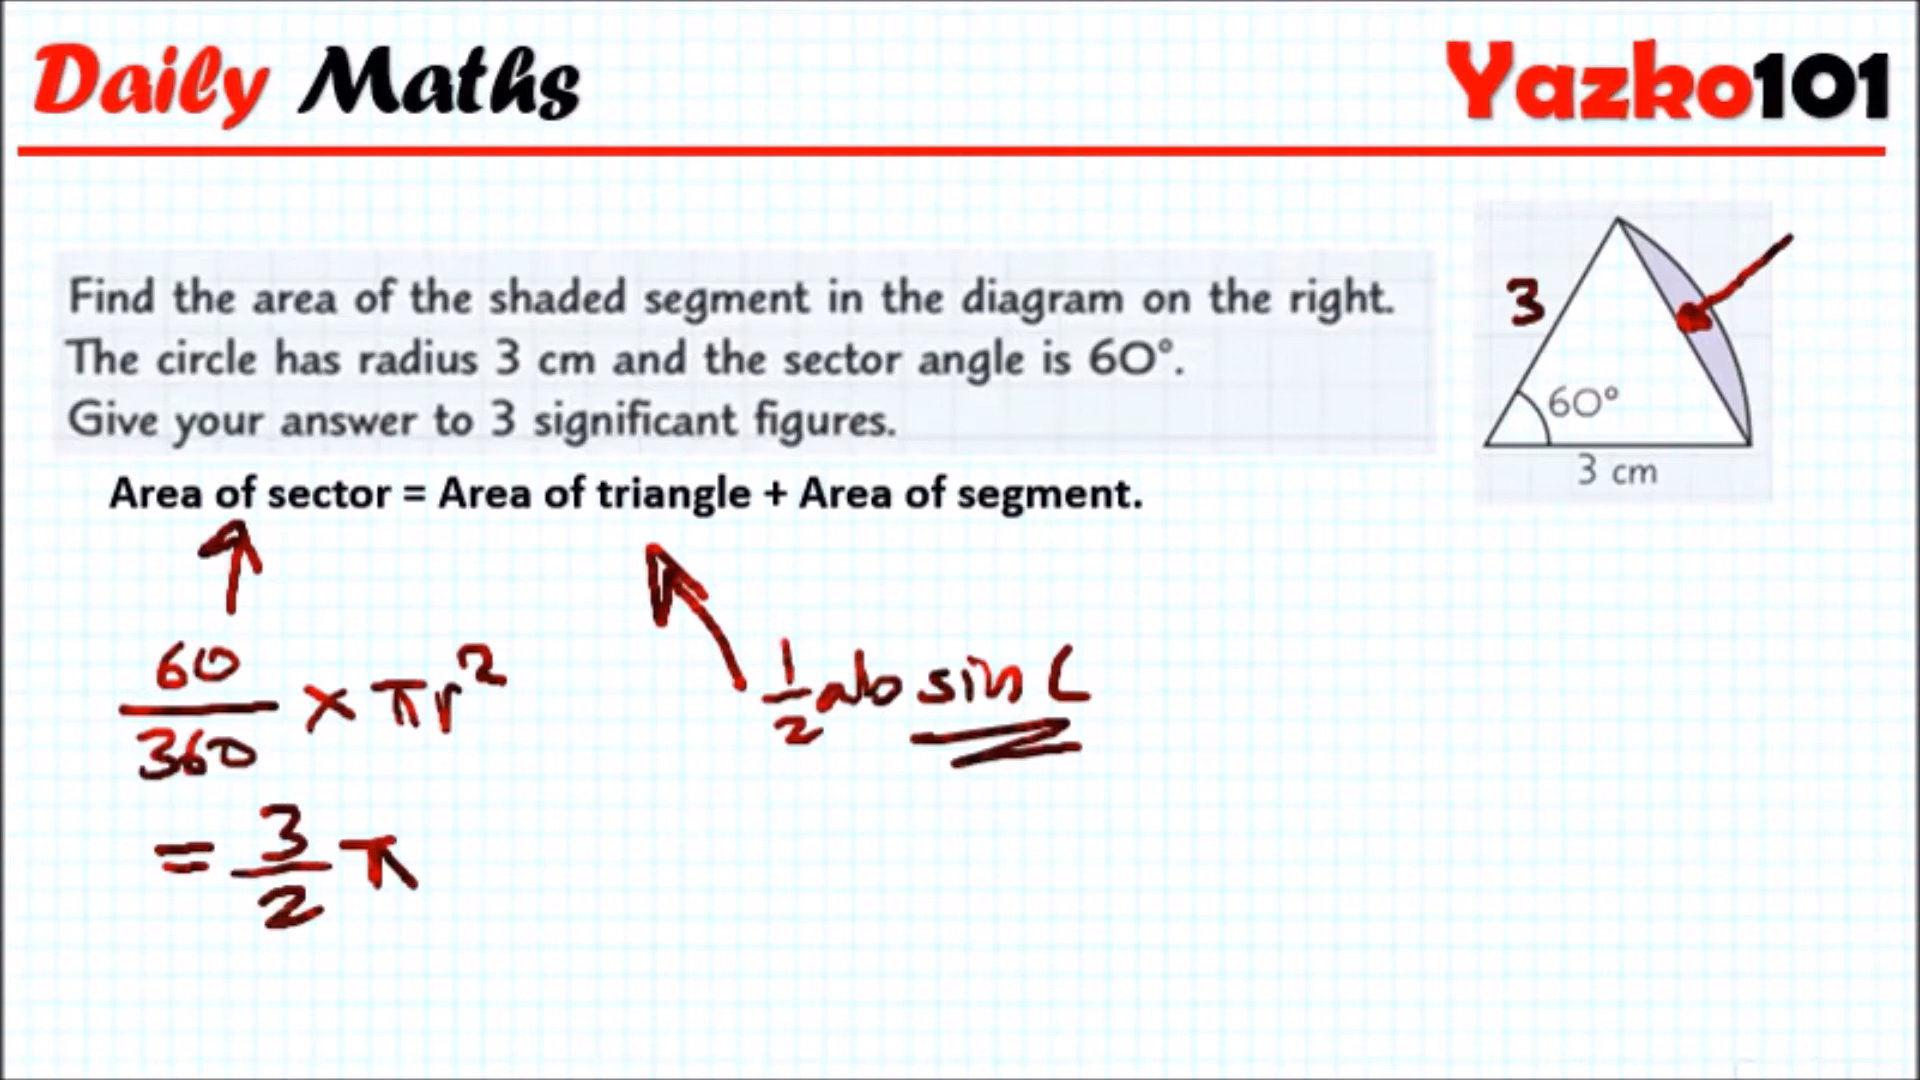 Daily Maths
Yazko101
Find the area of the shaded segment in the diagram on the right.
The circle has radius 3 cm and the sector angle is 60°.
Give your answer to 3 significant figures.
3
60°
3 cm
Area of sector = Area of triangle + Area of segment.
60/360 × πr²
1/2 ab sin C
= 3/2 π